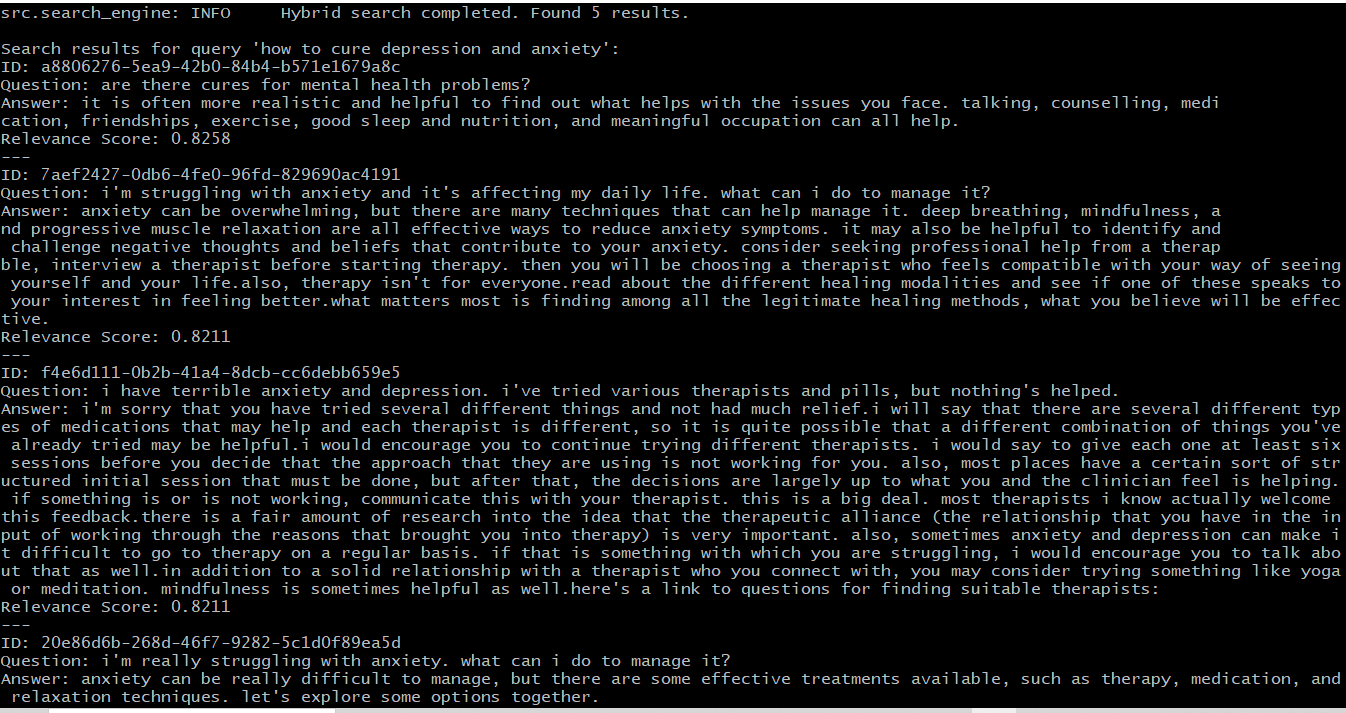 src.search_engine: INFO     Hybrid search completed. Found 5 results.
Search results for query 'how to cure depression and anxiety':
ID: a8806276-5ea9-42b0-84b4-b571e1679a8c
Question: are there cures for mental health problems?
Answer: it is often more realistic and helpful to find out what helps with the issues you face. talking, counselling, medi
cation, friendships, exercise, good sleep and nutrition, and meaningful occupation can all help.
Relevance Score: 0.8258
---
ID: 7aef2427-0db6-4fe0-96fd-829690ac4191
Question: i'm struggling with anxiety and it's affecting my daily life. what can i do to manage it?
Answer: anxiety can be overwhelming, but there are many techniques that can help manage it. deep breathing, mindfulness, a
nd progressive muscle relaxation are all effective ways to reduce anxiety symptoms. it may also be helpful to identify and
 challenge negative thoughts and beliefs that contribute to your anxiety. consider seeking professional help from a therap
ble, interview a therapist before starting therapy. then you will be choosing a therapist who feels compatible with your way of seeing
 yourself and your life.also, therapy isn't for everyone.read about the different healing modalities and see if one of these speaks to
 your interest in feeling better.what matters most is finding among all the legitimate healing methods, what you believe will be effec
tive.
Relevance Score: 0.8211
---
ID: f4e6d111-0b2b-41a4-8dcb-cc6debb659e5
Question: i have terrible anxiety and depression. i've tried various therapists and pills, but nothing's helped.
Answer: i'm sorry that you have tried several different things and not had much relief.i will say that there are several different typ
es of medications that may help and each therapist is different, so it is quite possible that a different combination of things you've
 already tried may be helpful.i would encourage you to continue trying different therapists. i would say to give each one at least six
 sessions before you decide that the approach that they are using is not working for you. also, most places have a certain sort of str
uctured initial session that must be done, but after that, the decisions are largely up to what you and the clinician feel is helping.
 if something is or is not working, communicate this with your therapist. this is a big deal. most therapists i know actually welcome
this feedback.there is a fair amount of research into the idea that the therapeutic alliance (the relationship that you have in the in
put of working through the reasons that brought you into therapy) is very important. also, sometimes anxiety and depression can make i
t difficult to go to therapy on a regular basis. if that is something with which you are struggling, i would encourage you to talk abo
ut that as well.in addition to a solid relationship with a therapist who you connect with, you may consider trying something like yoga
 or meditation. mindfulness is sometimes helpful as well.here's a link to questions for finding suitable therapists:
Relevance Score: 0.8211
---
ID: 20e86d6b-268d-46f7-9282-5c1d0f89ea5d
Question: i'm really struggling with anxiety. what can i do to manage it?
Answer: anxiety can be really difficult to manage, but there are some effective treatments available, such as therapy, medication, and
 relaxation techniques. let's explore some options together.